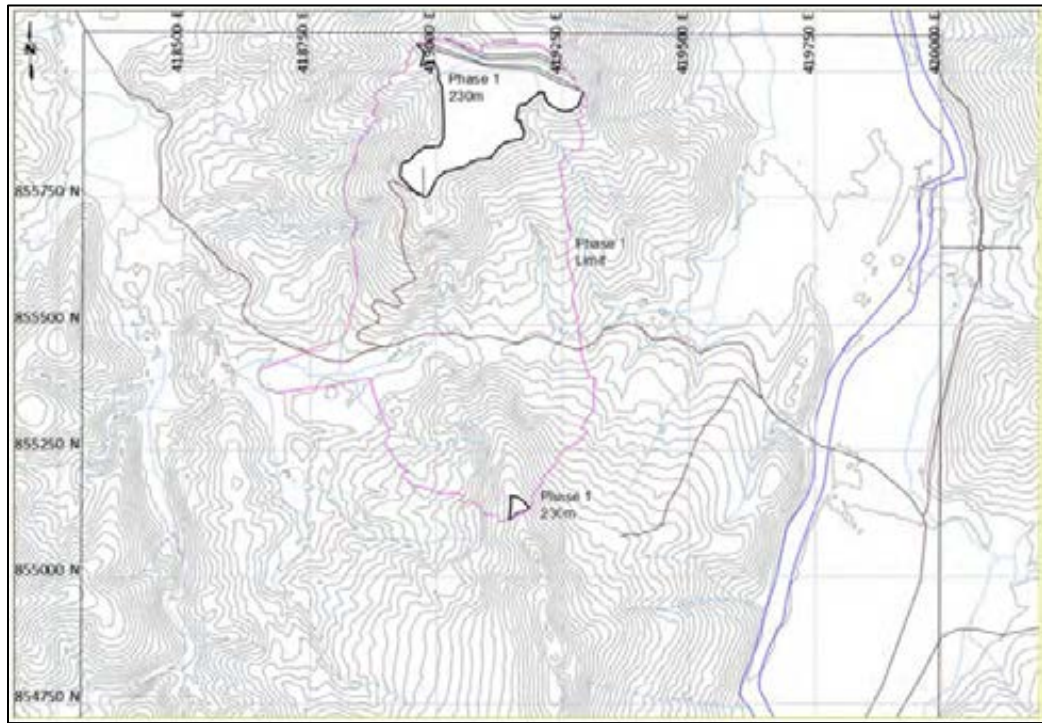 N
418500 E
418750 E
419000 E
419250 E
419500 E
419750 E
420000 E
Phase 1
230m
855750 N
Phase 1
Limit
855500 N
855250 N
Phase 1
230m
855000 N
854750 N